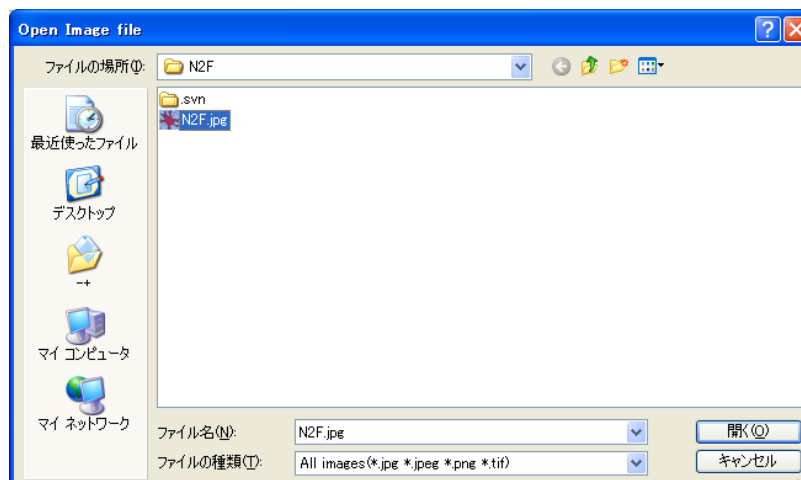 Open Image file
ファイルの場所(I):
N2F
.svn
N2F.jpg
最近使ったファイル
デスクトップ
-+
マイ コンピュータ
マイ ネットワーク
ファイル名(N):
N2F.jpg
開く(O)
ファイルの種類(T):
All images(*.jpg *.jpeg *.png *.tif)
キャンセル